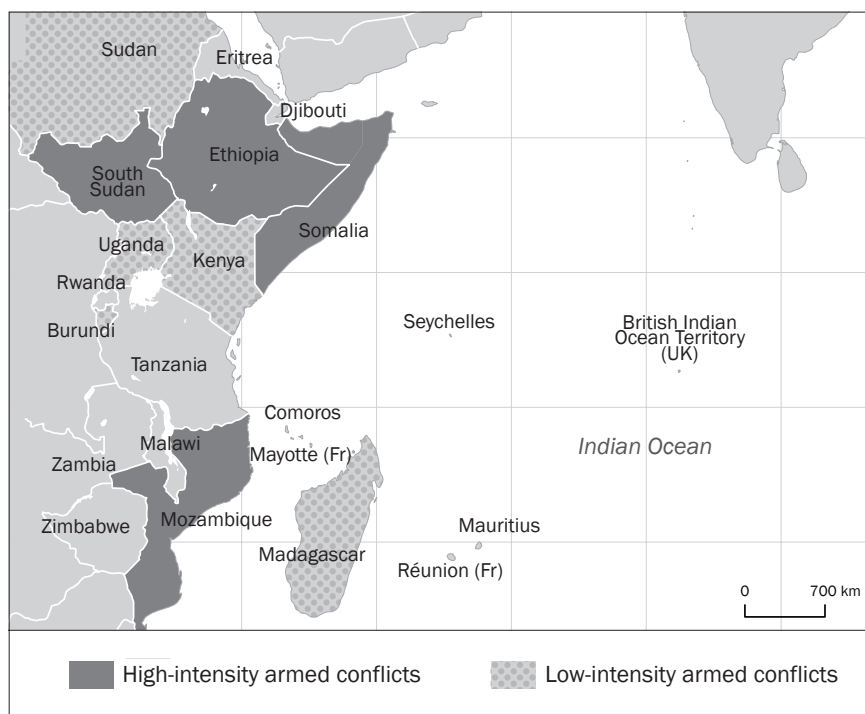 Sudan
Eritrea
Djibouti
Ethiopia
South
Sudan
Somalia
Uganda
Kenya
Rwanda
Burundi
Seychelles
British Indian
Ocean Territory
(UK)
Tanzania
Comoros
Malawi
Mayotte (Fr)
Indian Ocean
Zambia
Mozambique
Zimbabwe
Mauritius
Madagascar
Réunion (Fr)
0 700 km
High-intensity armed conflicts
Low-intensity armed conflicts